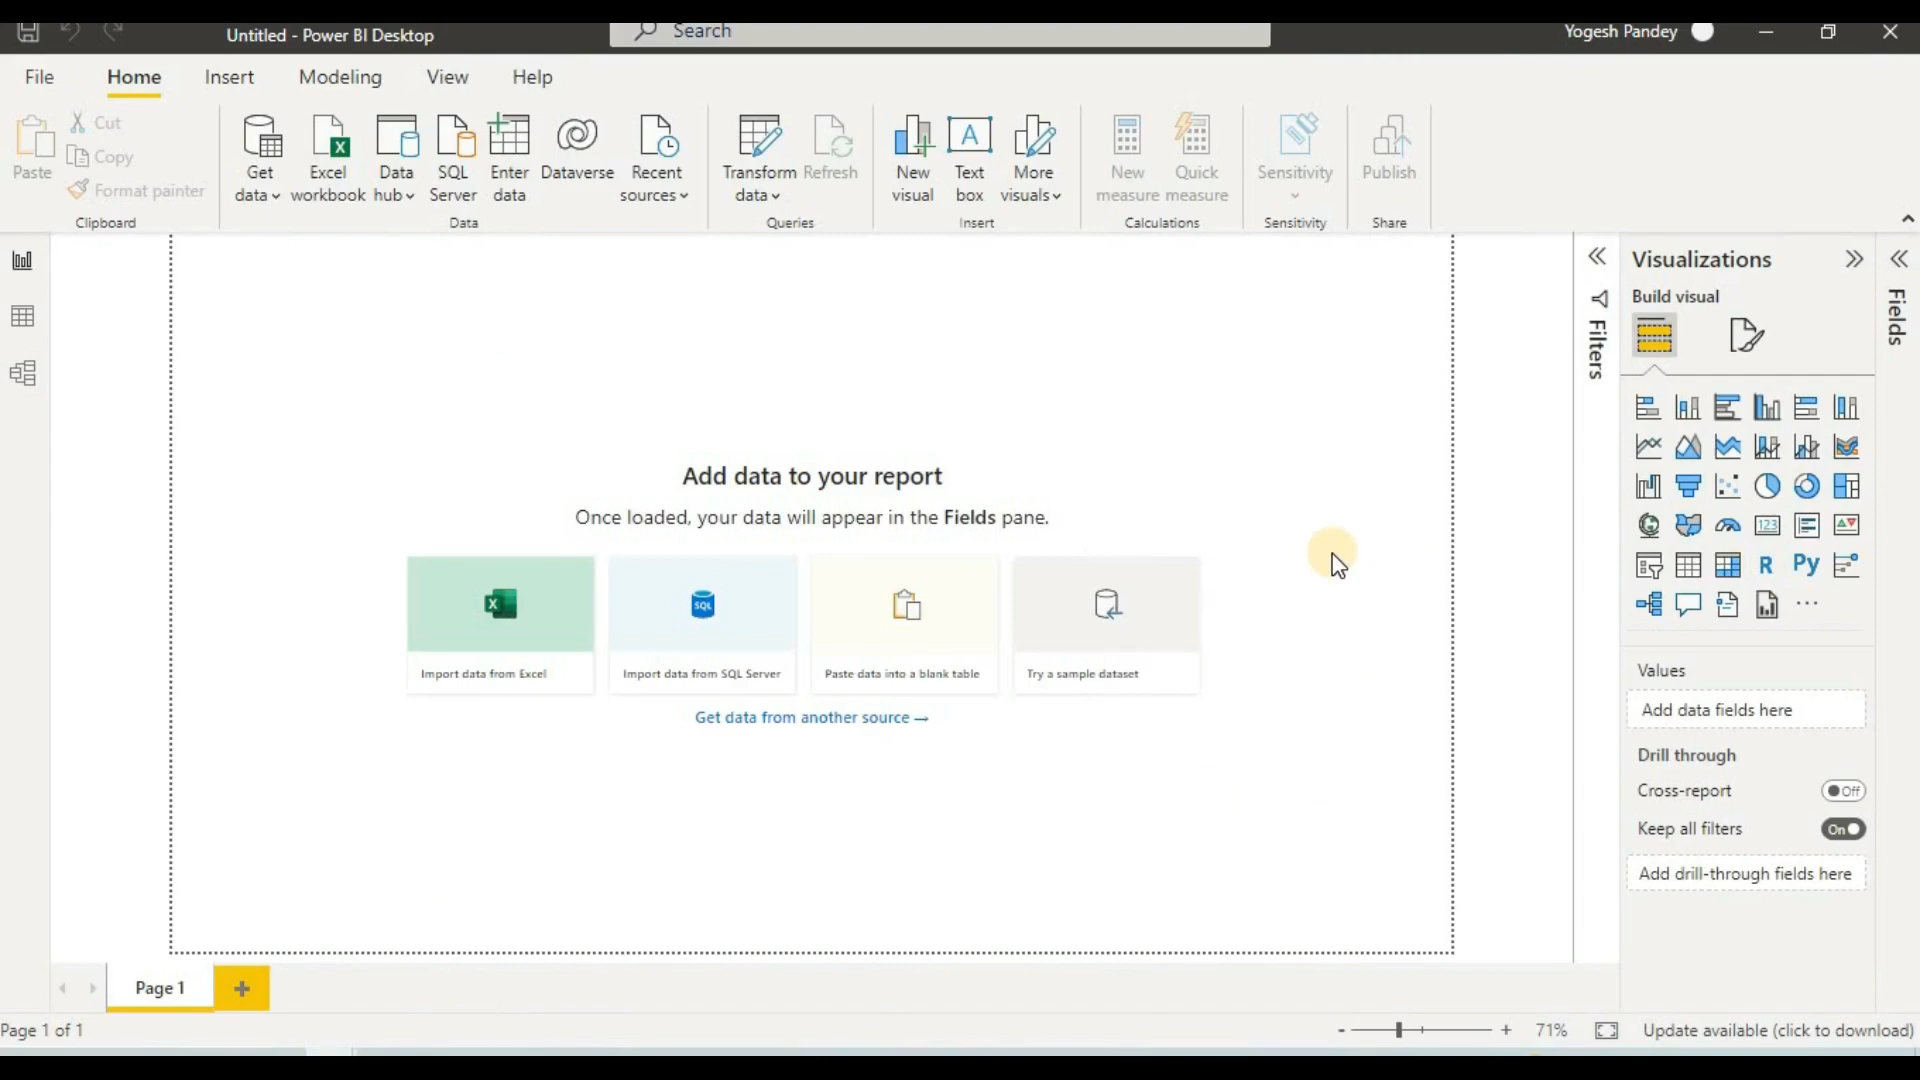 Untitled - Power BI Desktop
Search
Yogesh Pandey
File Home Insert Modeling View Help
Paste
Cut
Copy
Format painter
Clipboard
Get data
Excel workbook
Data hub
SQL Server
Enter data
Dataverse
Recent sources
Data
Transform data
Refresh
Queries
New visual
Text box
More visuals
Insert
New measure
Quick measure
Calculations
Sensitivity
Sensitivity
Publish
Share
Add data to your report
Once loaded, your data will appear in the Fields pane.
X
SQL
Import data from Excel
Import data from SQL Server
Paste data into a blank table
Try a sample dataset
Get data from another source →
Filters
Visualizations
Build visual
123
R
Py
Values
Add data fields here
Drill through
Cross-report
Off
Keep all filters
On
Add drill-through fields here
Fields
Page 1
Page 1 of 1
- + 71%
Update available (click to download)